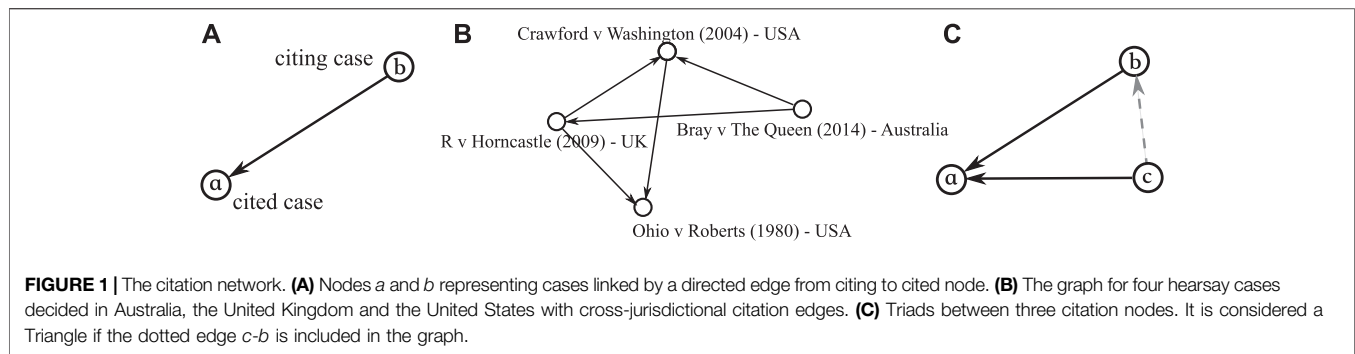 A
B
C
citing case
b
a
cited case
Crawford v Washington (2004) - USA
R v Horncastle (2009) - UK
Bray v The Queen (2014) - Australia
Ohio v Roberts (1980) - USA
b
a
c
FIGURE 1 | The citation network. (A) Nodes a and b representing cases linked by a directed edge from citing to cited node. (B) The graph for four hearsay cases
decided in Australia, the United Kingdom and the United States with cross-jurisdictional citation edges. (C) Triads between three citation nodes. It is considered a
Triangle if the dotted edge c-b is included in the graph.